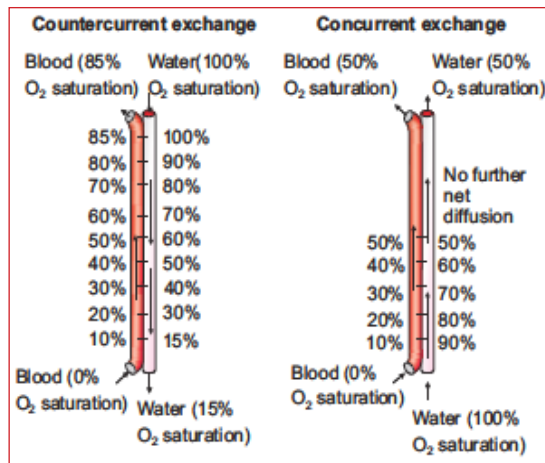 Countercurrent exchange
Blood (85%
O₂ saturation)
Water(100%
O₂ saturation)
85% 100%
80% 90%
70% 80%
60% 70%
50% 60%
40% 50%
30% 40%
20% 30%
10% 15%
Blood (0%
O₂ saturation)
Water (15%
O₂ saturation)
Concurrent exchange
Blood (50%
O₂ saturation)
Water (50%
O₂ saturation)
No further
net
diffusion
50% 50%
40% 60%
30% 70%
20% 80%
10% 90%
Blood (0%
O₂ saturation)
Water (100%
O₂ saturation)